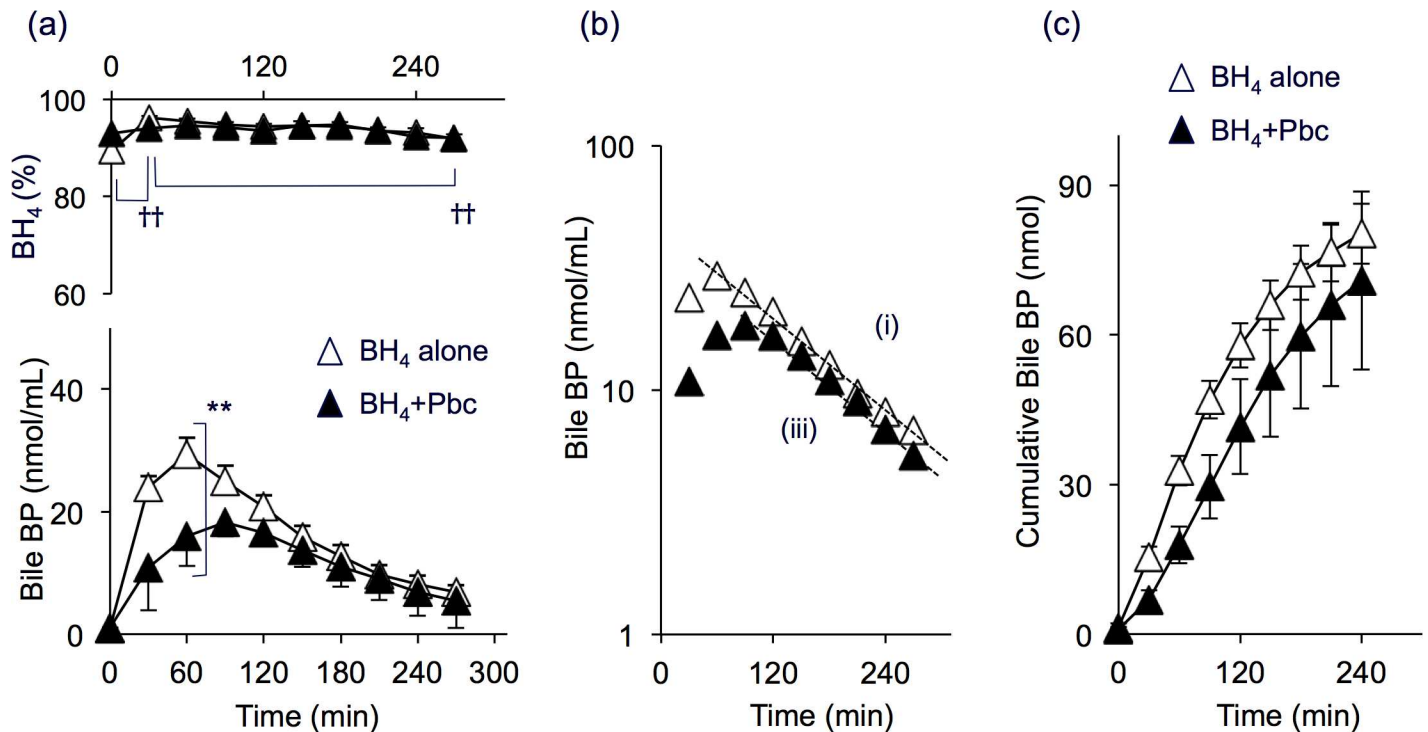 (a)
0 120 240
100
80
60
BH₄ (%)
†† ††
BH₄ alone
BH₄+Pbc
**
40
20
0
Bile BP (nmol/mL)
0 60 120 180 240 300
Time (min)
(b)
100
10
1
Bile BP (nmol/mL)
(i)
(iii)
0 120 240
Time (min)
(c)
BH₄ alone
BH₄+Pbc
90
60
30
0
Cumulative Bile BP (nmol)
0 120 240
Time (min)